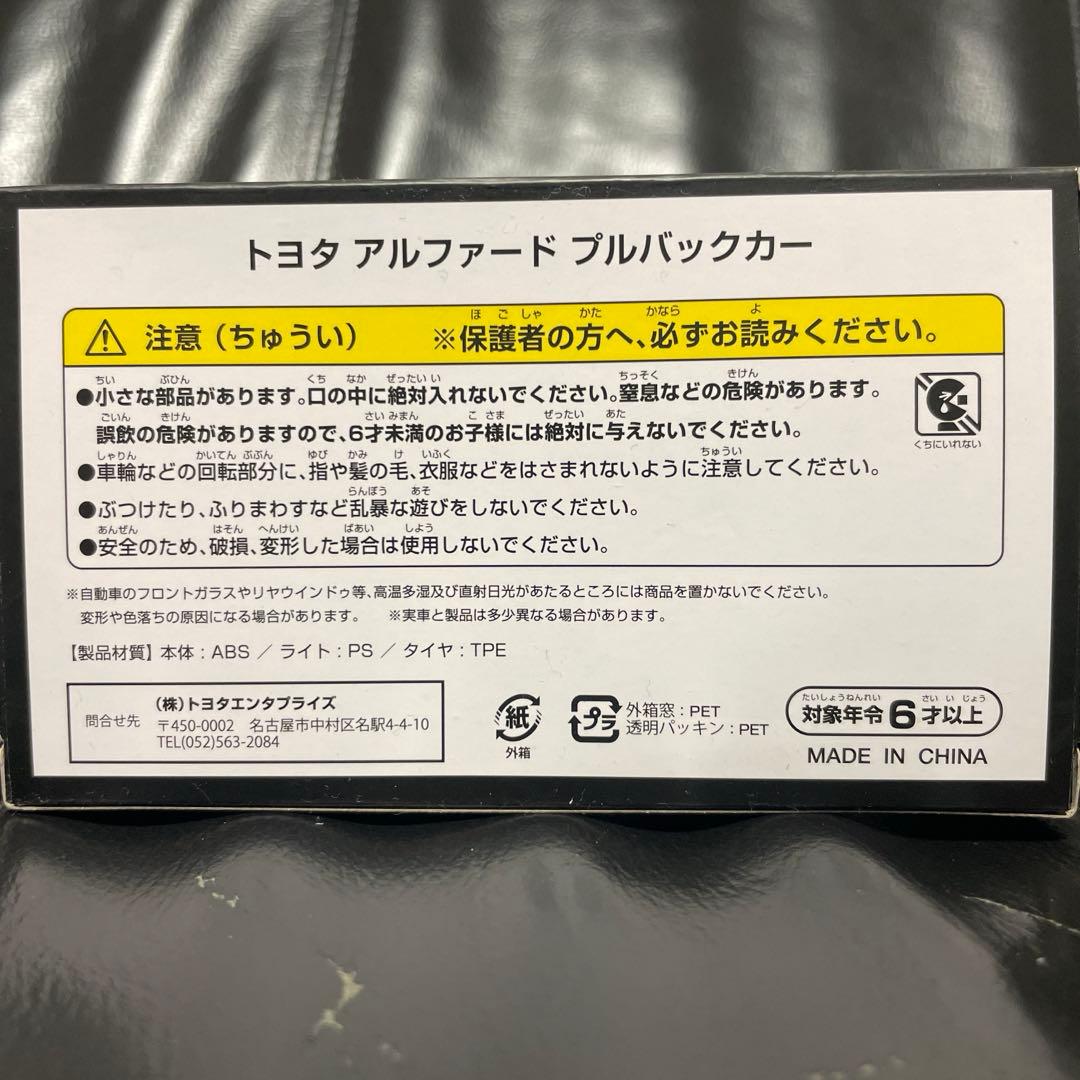 トヨタ アルファード プルバックカー
注意（ちゅうい） ※保護者の方へ、必ずお読みください。
ほごしゃ かた かなら よ
●小さな部品があります。口の中に絶対入れないでください。窒息などの危険があります。
ちい ぶひん くち なか ぜったいい ちっそく きけん
誤飲の危険がありますので、6才未満のお子様には絶対に与えないでください。
ごいん きけん さいみまん こさま ぜったい あた
くちにいれない
●車輪などの回転部分に、指や髪の毛、衣服などをはさまれないように注意してください。
しゃりん かいてんぶぶん ゆび かみ け いふく ちゅうい
●ぶつけたり、ふりまわすなど乱暴な遊びをしないでください。
らんぼう あそ
●安全のため、破損、変形した場合は使用しないでください。
あんぜん はそん へんけい ばあい しよう
※自動車のフロントガラスやリヤウインドゥ等、高温多湿及び直射日光があたるところには商品を置かないでください。
変形や色落ちの原因になる場合があります。 ※実車と製品は多少異なる場合があります。
【製品材質】本体：ABS ／ ライト：PS ／ タイヤ：TPE
問合せ先
（株）トヨタエンタプライズ
〒450-0002 名古屋市中村区名駅4-4-10
TEL(052)563-2084
紙
外箱
プラ
外箱窓：PET
透明パッキン：PET
たいしょうねんれい さいいじょう
対象年令6才以上
MADE IN CHINA